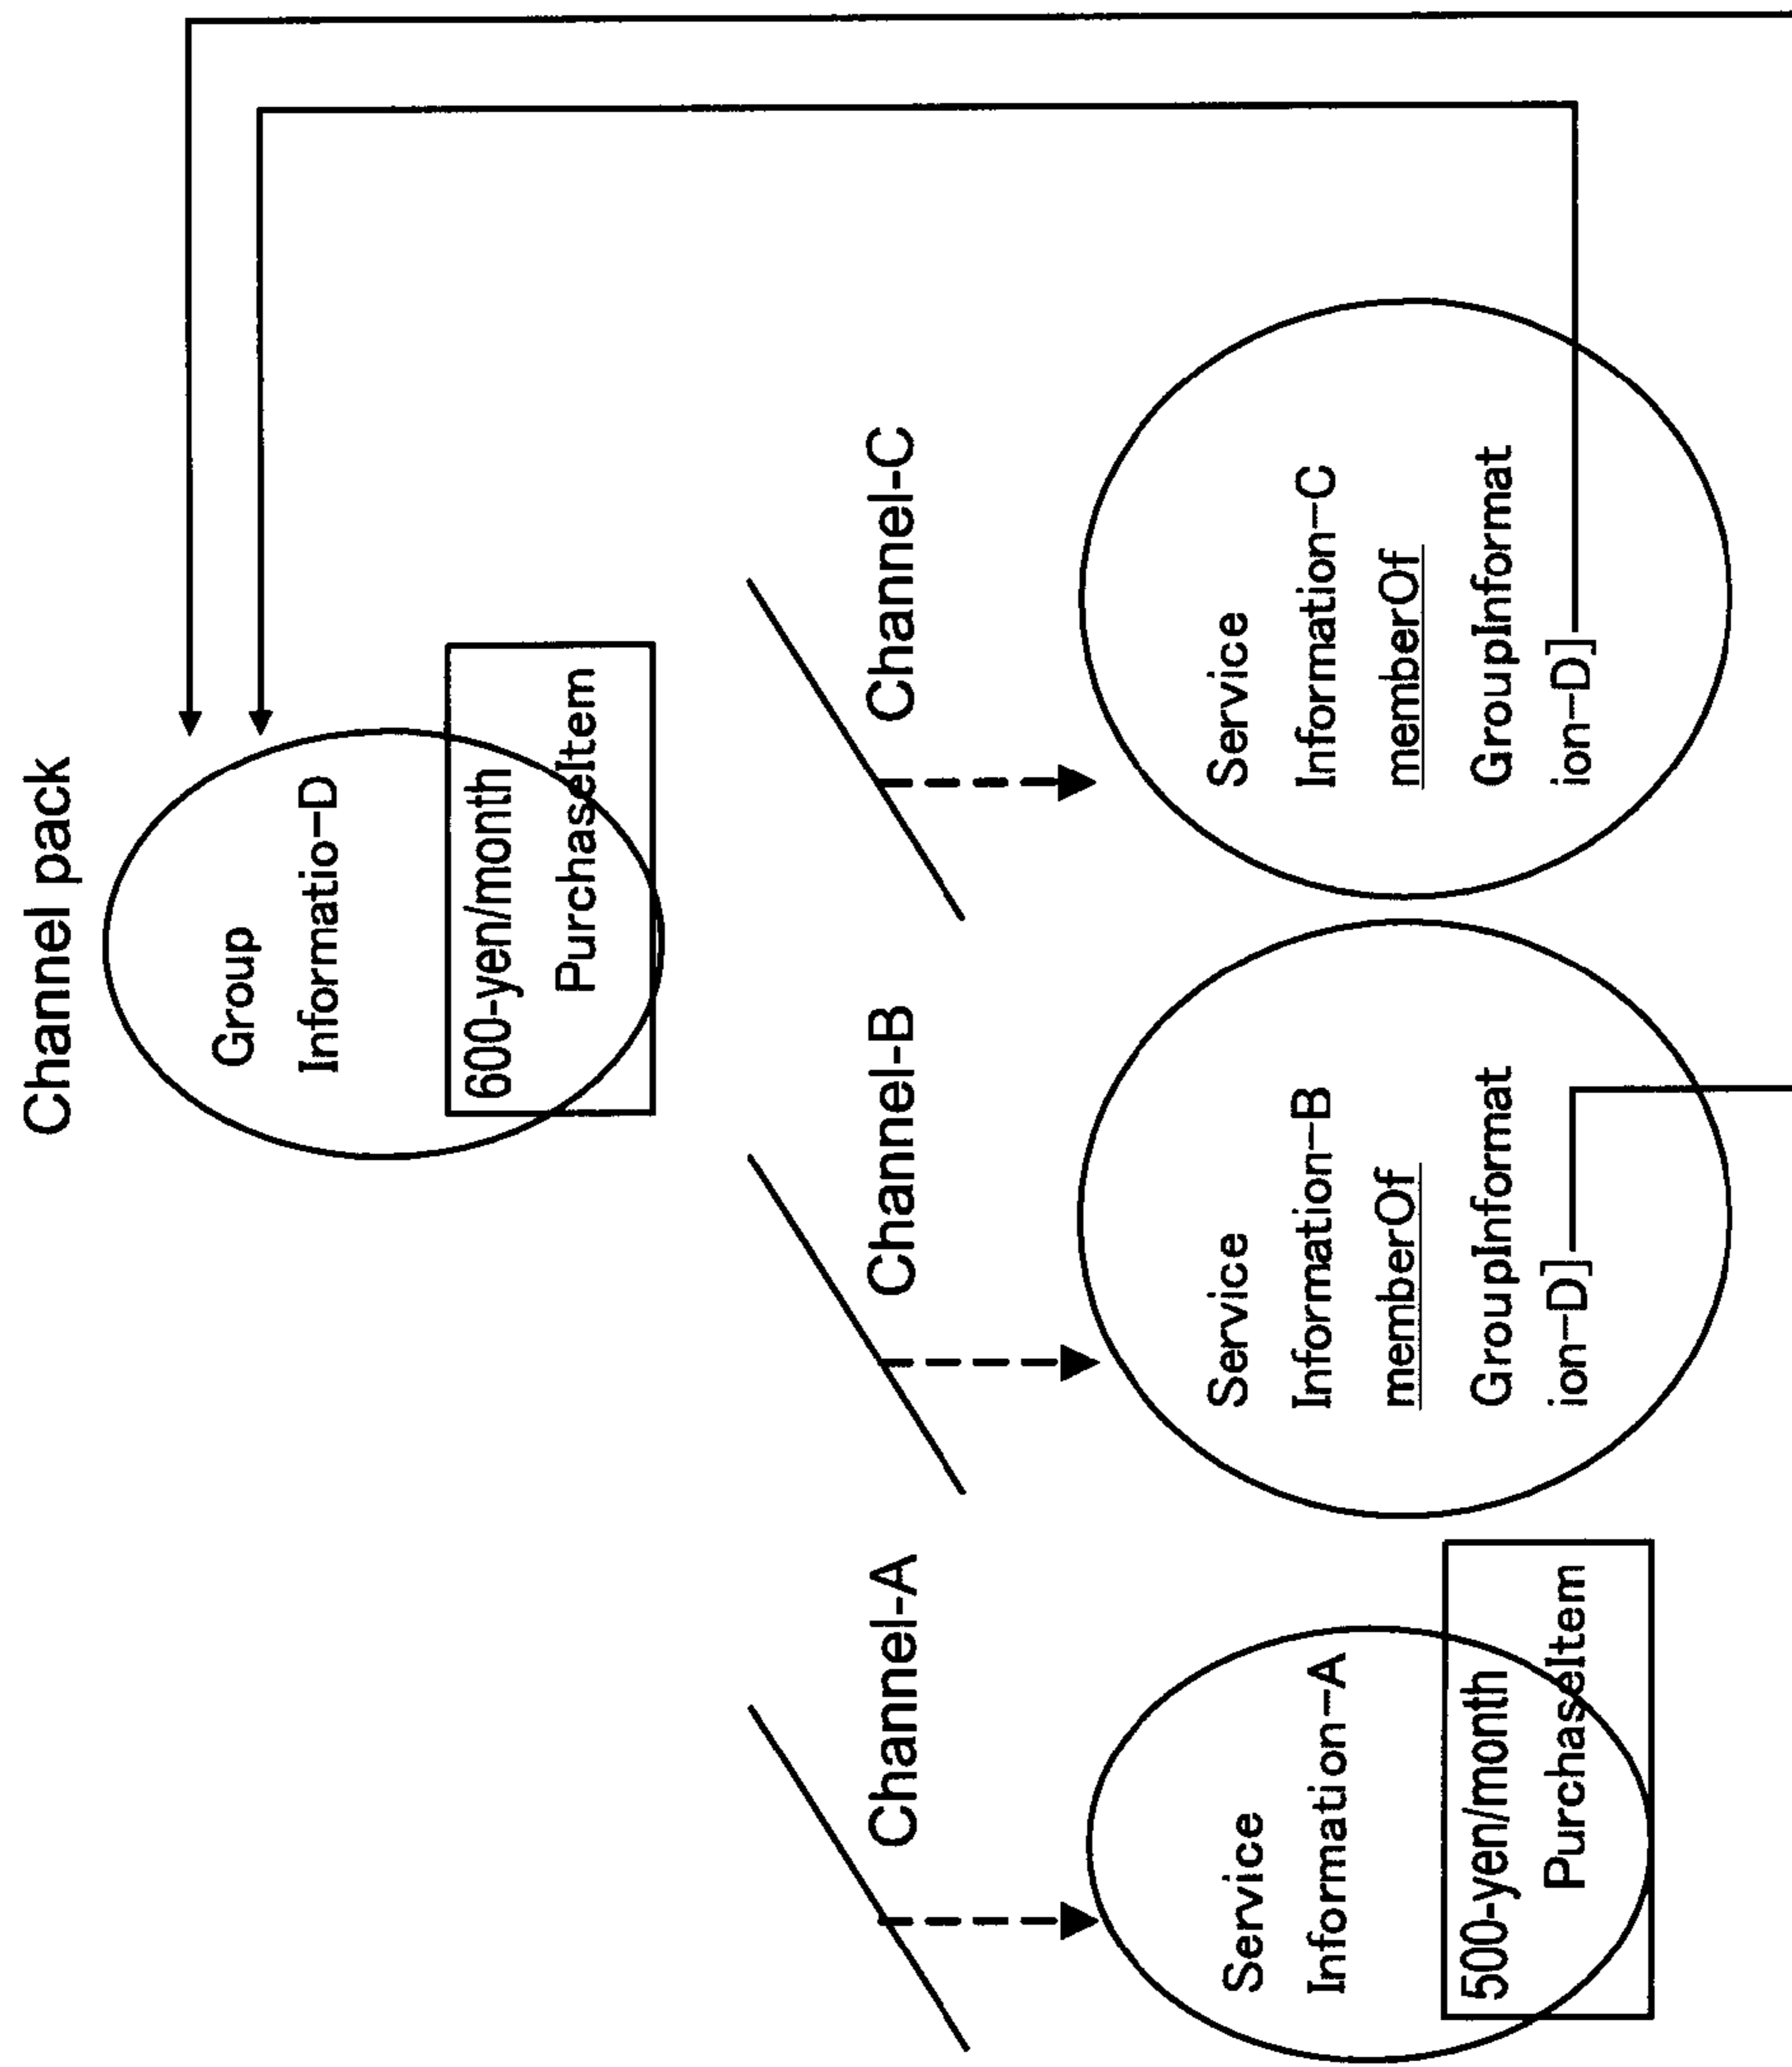 Channel pack
Group
Informatio-D
600-yen/month
PurchaseItem
Channel-A
Channel-B
Channel-C
Service
Information-A
500-yen/month
PurchaseItem
Service
Information-B
memberOf
GroupInformat
ion-D]
Service
Information-C
memberOf
GroupInformat
ion-D]